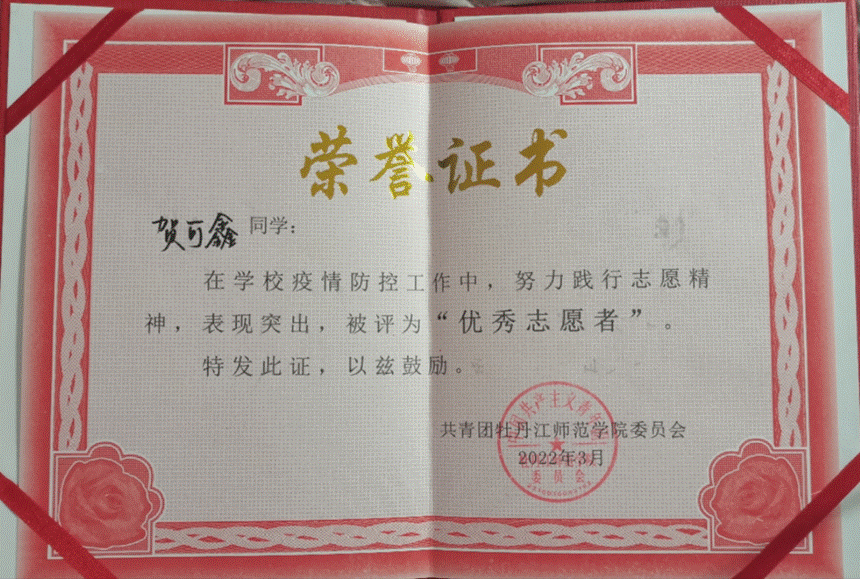 荣誉证书
贺可鑫 同学：
在学校疫情防控工作中，努力践行志愿精
神，表现突出，被评为“优秀志愿者”。
特发此证，以兹鼓励。
共青团牡丹江师范学院委员会
2022年3月
委员会